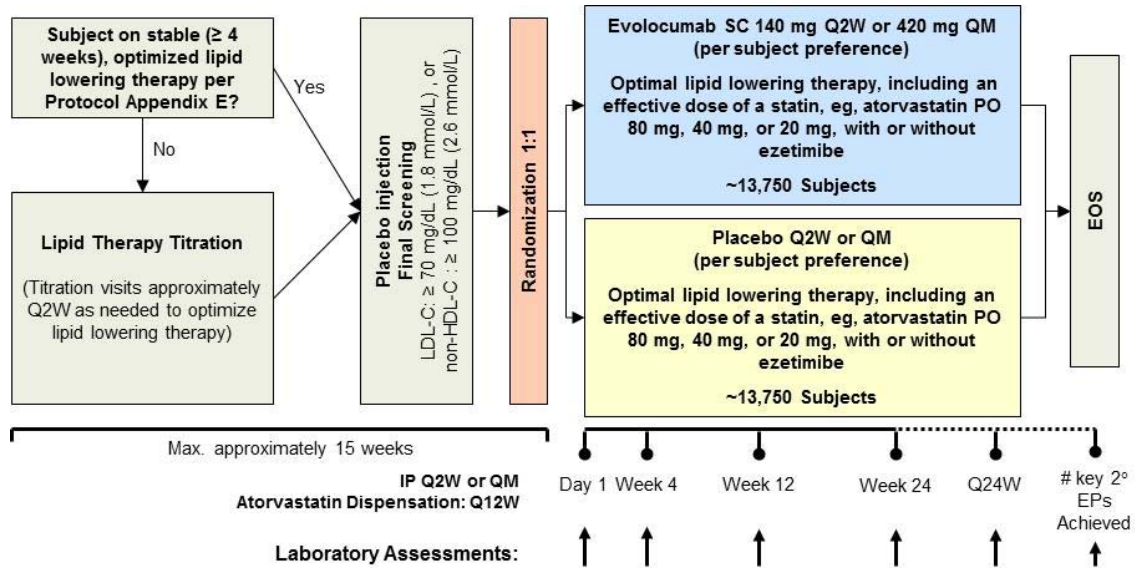 Subject on stable (≥ 4
weeks), optimized lipid
lowering therapy per
Protocol Appendix E?
Yes
No
Lipid Therapy Titration
(Titration visits approximately
Q2W as needed to optimize
lipid lowering therapy)
Placebo injection
Final Screening
LDL-C: ≥ 70 mg/dL (1.8 mmol/L) , or
non-HDL-C : ≥ 100 mg/dL (2.6 mmol/L)
Randomization 1:1
Evolocumab SC 140 mg Q2W or 420 mg QM
(per subject preference)
Optimal lipid lowering therapy, including an
effective dose of a statin, eg, atorvastatin PO
80 mg, 40 mg, or 20 mg, with or without
ezetimibe
~13,750 Subjects
Placebo Q2W or QM
(per subject preference)
Optimal lipid lowering therapy, including an
effective dose of a statin, eg, atorvastatin PO
80 mg, 40 mg, or 20 mg, with or without
ezetimibe
~13,750 Subjects
EOS
Max. approximately 15 weeks
IP Q2W or QM
Atorvastatin Dispensation: Q12W
Day 1 Week 4 Week 12 Week 24 Q24W
# key 2°
EPs
Achieved
Laboratory Assessments: